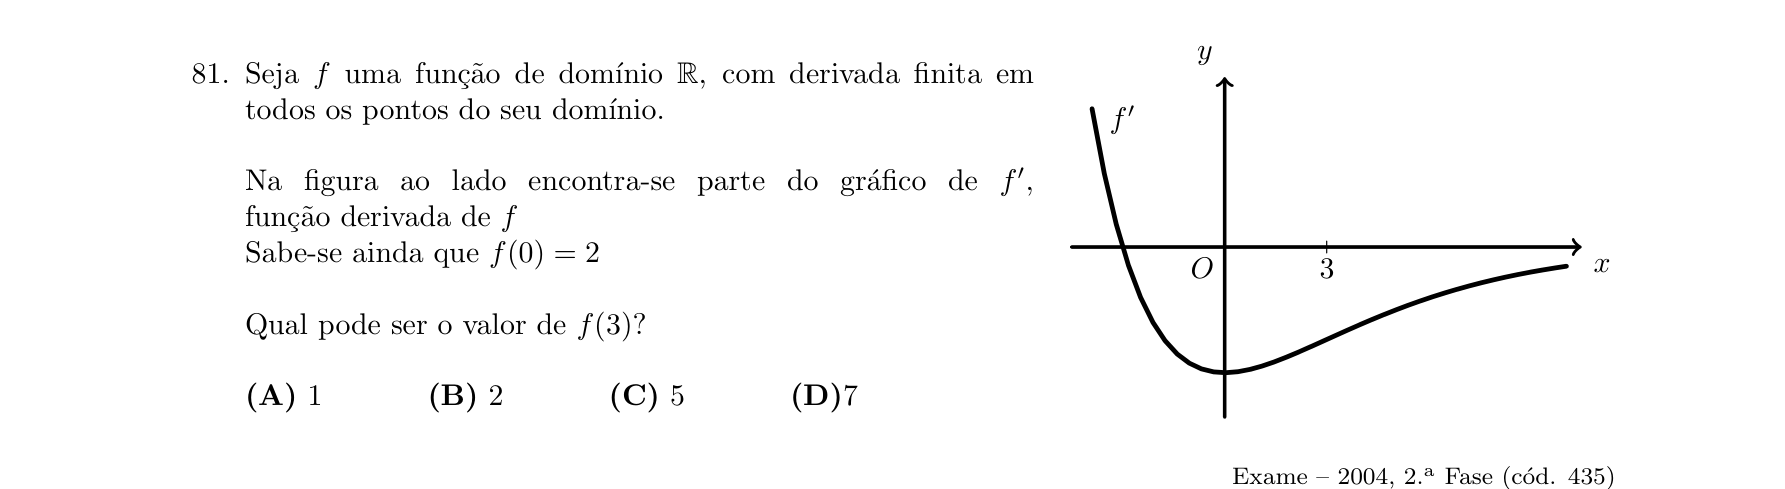 81. Seja f uma função de domínio ℝ, com derivada finita em
todos os pontos do seu domínio.
Na figura ao lado encontra-se parte do gráfico de f′,
função derivada de f
Sabe-se ainda que f(0) = 2
Qual pode ser o valor de f(3)?
(A) 1 (B) 2 (C) 5 (D)7
y
f′
O
3
x
Exame – 2004, 2.ª Fase (cód. 435)